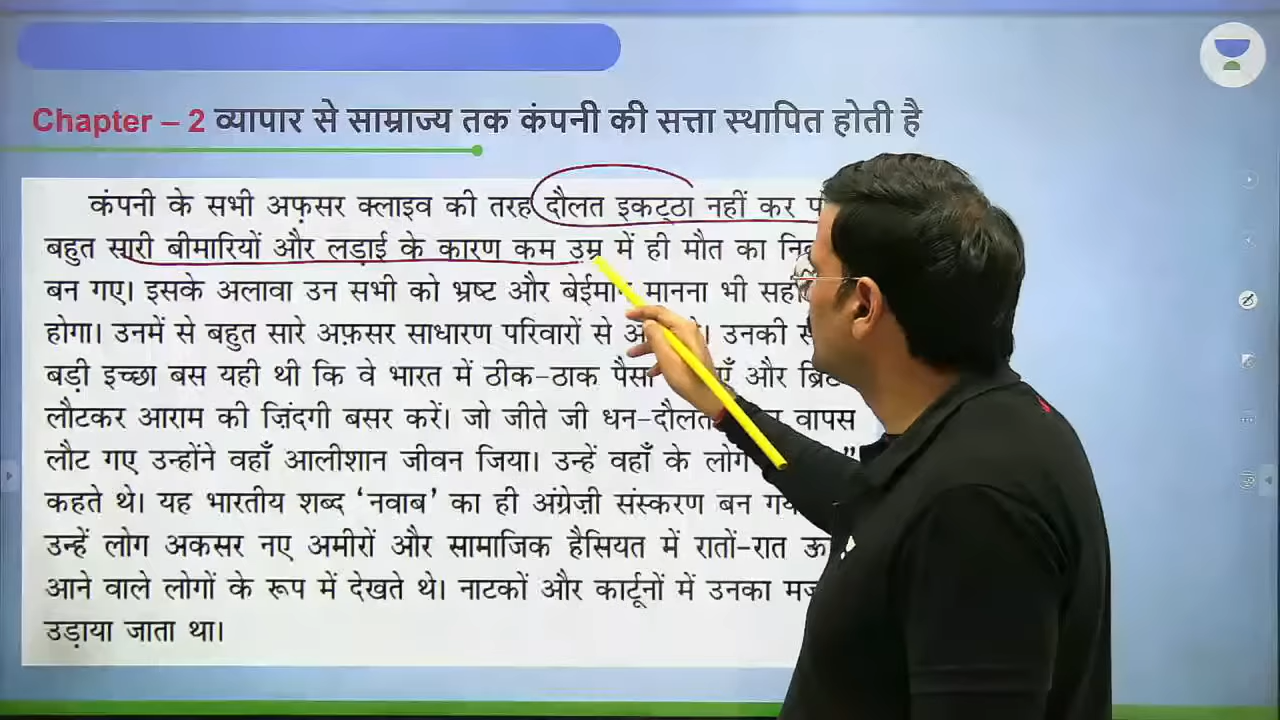 Chapter – 2 व्यापार से साम्राज्य तक कंपनी की सत्ता स्थापित होती है
कंपनी के सभी अफ़सर क्लाइव की तरह दौलत इकट्ठा नहीं कर
बहुत सारी बीमारियों और लड़ाई के कारण कम उम्र में ही मौत का
बन गए। इसके अलावा उन सभी को भ्रष्ट और बेईमान मानना भी
होगा। उनमें से बहुत सारे अफ़सर साधारण परिवारों से उनकी
बड़ी इच्छा बस यही थी कि वे भारत में ठीक-ठाक पैसा और
लौटकर आराम की ज़िंदगी बसर करें। जो जीते जी धन-दौलत वापस
लौट गए उन्होंने वहाँ आलीशान जीवन जिया। उन्हें वहाँ के लोग ”
कहते थे। यह भारतीय शब्द ‘नवाब’ का ही अंग्रेज़ी संस्करण बन
उन्हें लोग अकसर नए अमीरों और सामाजिक हैसियत में रातों-रात
आने वाले लोगों के रूप में देखते थे। नाटकों और कार्टूनों में उनका
उड़ाया जाता था।